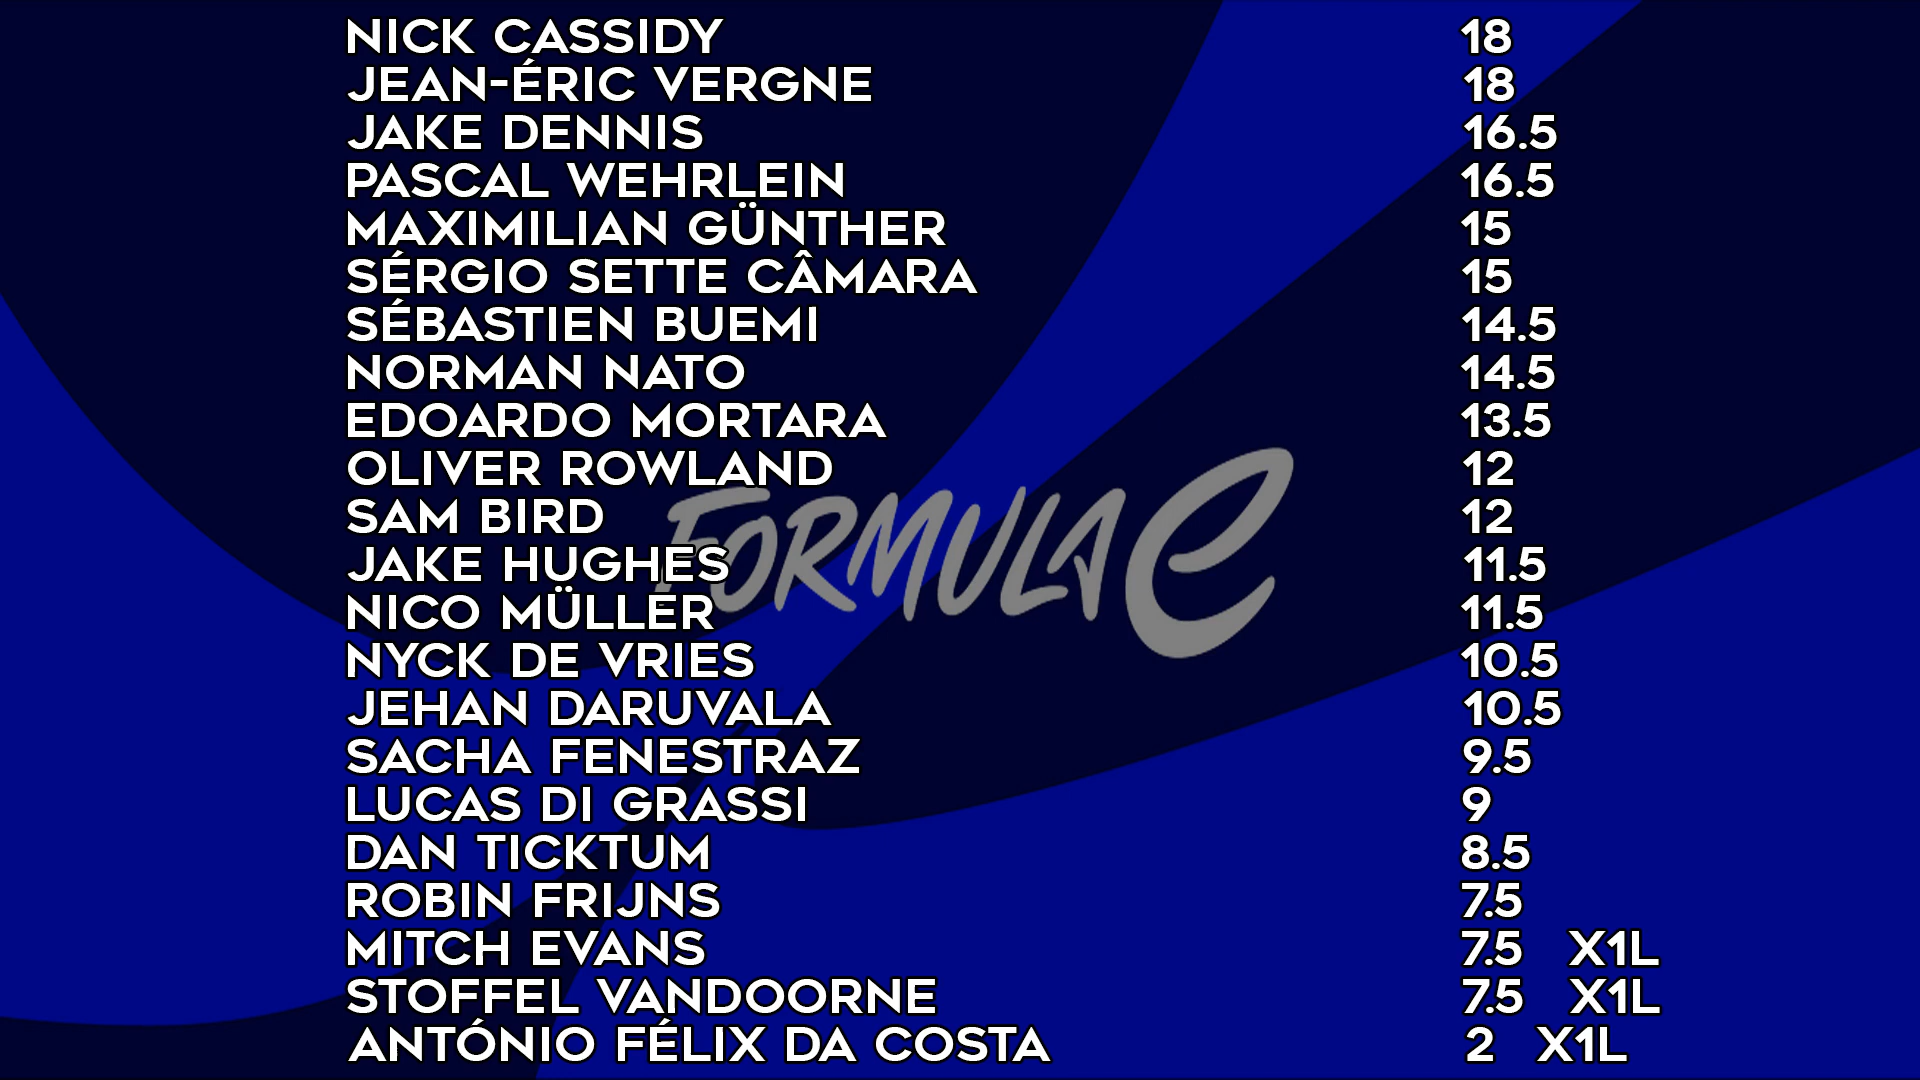 NICK CASSIDY 18
JEAN-ÉRIC VERGNE 18
JAKE DENNIS 16.5
PASCAL WEHRLEIN 16.5
MAXIMILIAN GÜNTHER 15
SÉRGIO SETTE CÂMARA 15
SÉBASTIEN BUEMI 14.5
NORMAN NATO 14.5
EDOARDO MORTARA 13.5
OLIVER ROWLAND 12
SAM BIRD 12
FORMULA E
JAKE HUGHES 11.5
NICO MÜLLER 11.5
NYCK DE VRIES 10.5
JEHAN DARUVALA 10.5
SACHA FENESTRAZ 9.5
LUCAS DI GRASSI 9
DAN TICKTUM 8.5
ROBIN FRIJNS 7.5
MITCH EVANS 7.5 X1L
STOFFEL VANDOORNE 7.5 X1L
ANTÓNIO FÉLIX DA COSTA 2 X1L